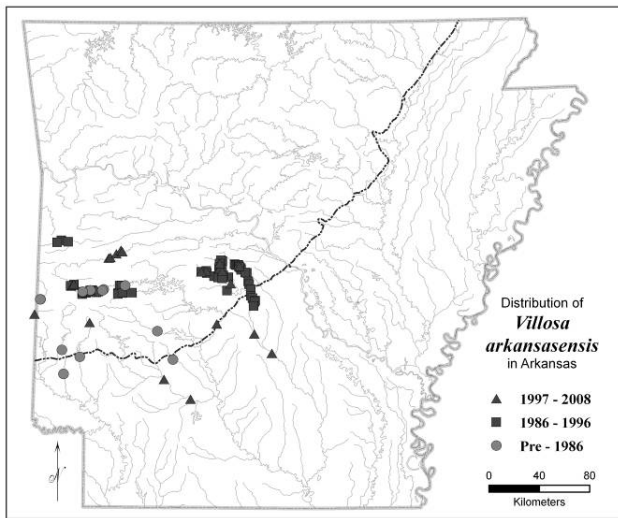 Distribution of
Villosa
arkansasensis
in Arkansas
1997 - 2008
1986 - 1996
Pre - 1986
N
0 40 80
Kilometers